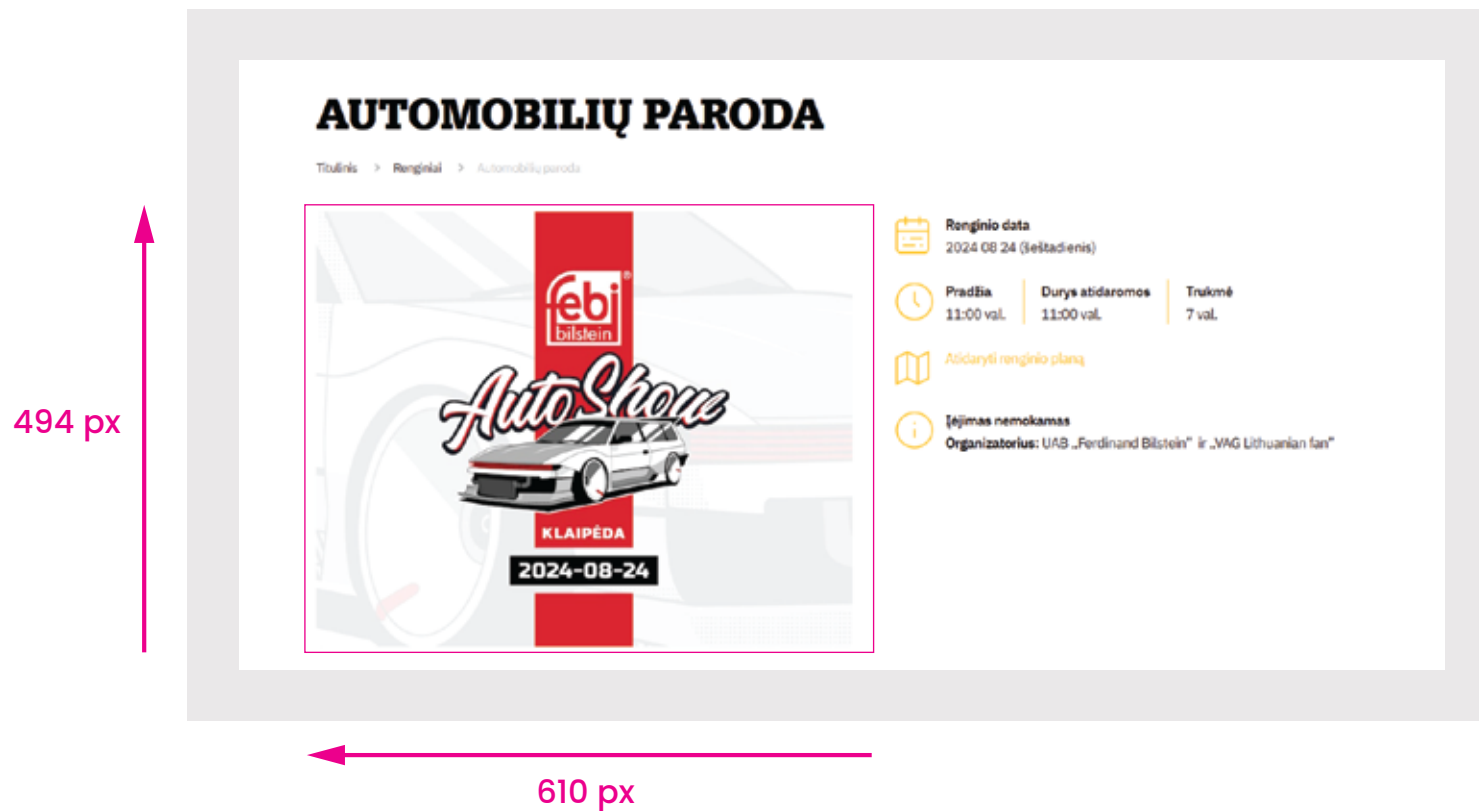 AUTOMOBILIŲ PARODA
Titulinis > Renginiai > Automobilių paroda
494 px
febi®
bilstein
Auto Show
KLAIPĖDA
2024-08-24
Renginio data
2024 08 24 (šeštadienis)
Pradžia Durys atidaromos Trukmė
11:00 val. 11:00 val. 7 val.
Atidaryti renginio planą
Įėjimas nemokamas
Organizatorius: UAB „Ferdinand Bilstein" ir „VAG Lithuanian fan"
610 px